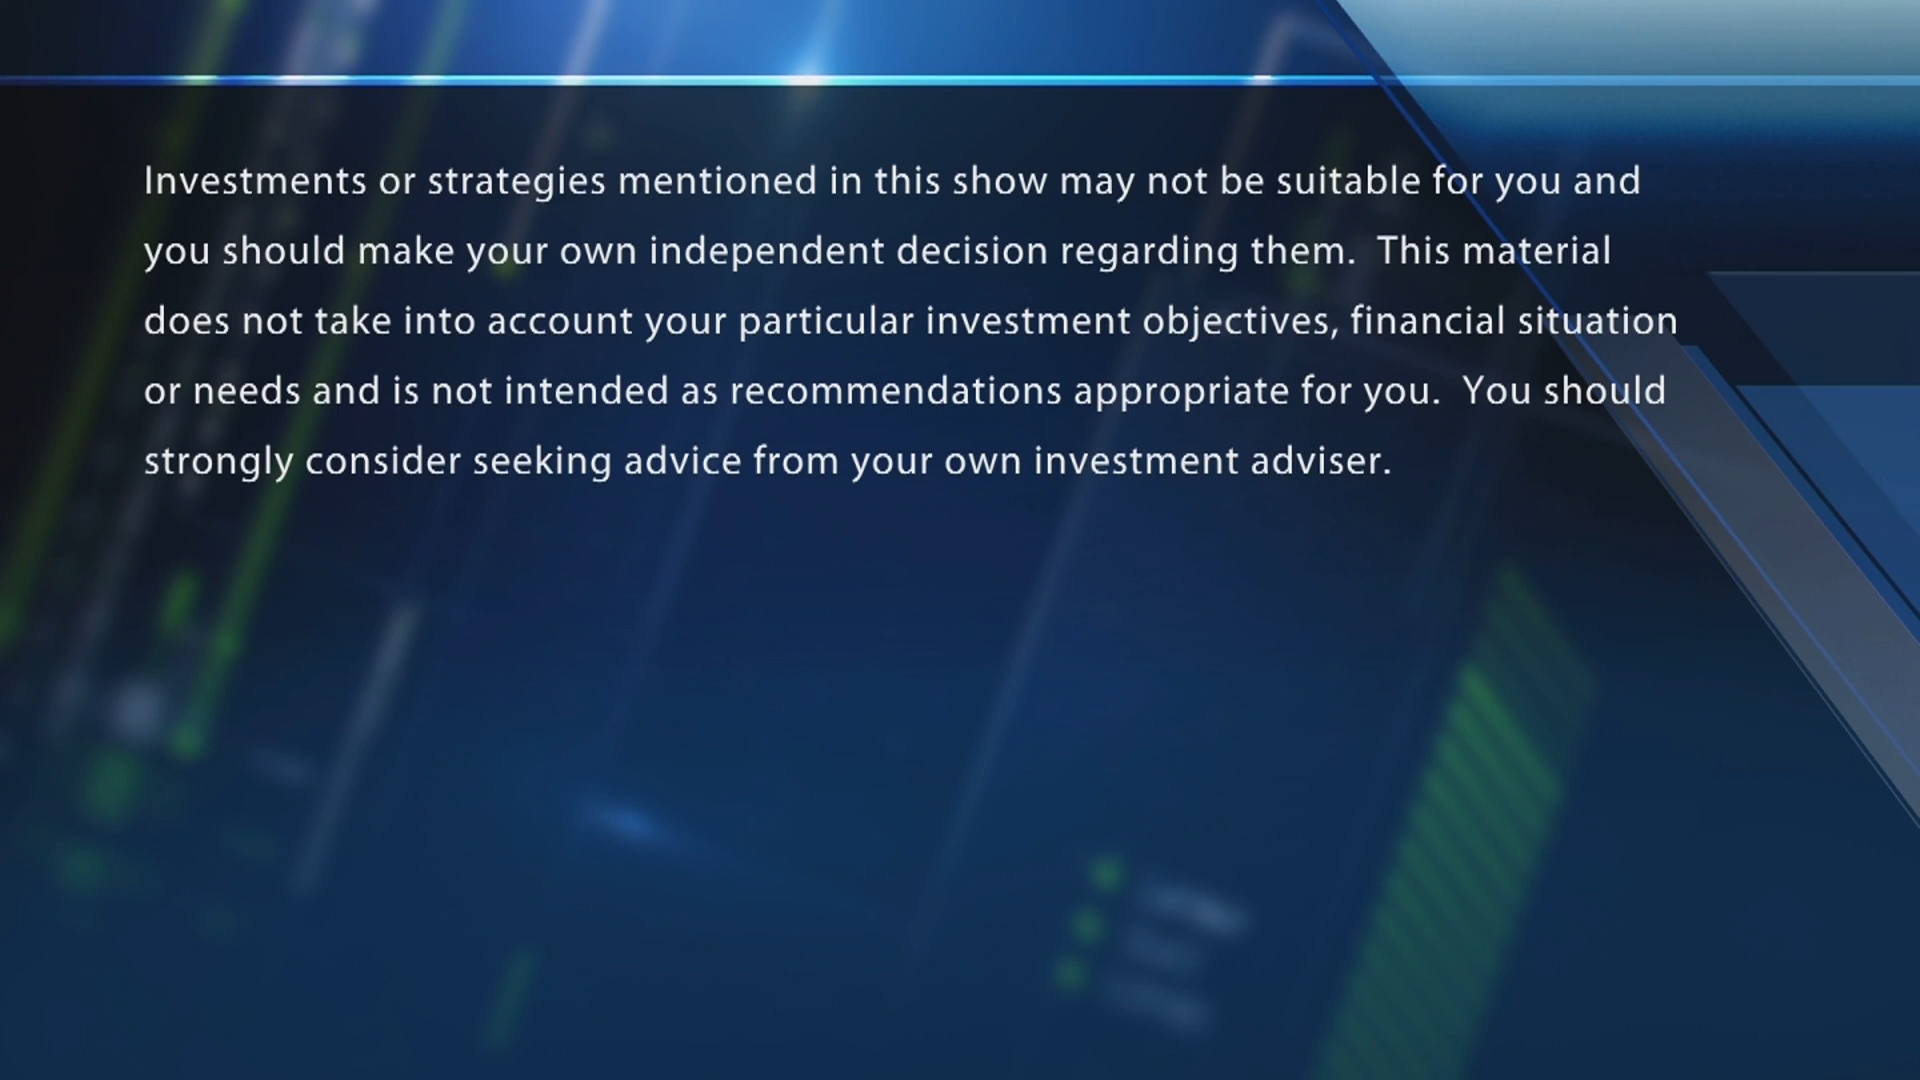 Investments or strategies mentioned in this show may not be suitable for you and
you should make your own independent decision regarding them.  This material
does not take into account your particular investment objectives, financial situation
or needs and is not intended as recommendations appropriate for you.  You should
strongly consider seeking advice from your own investment adviser.